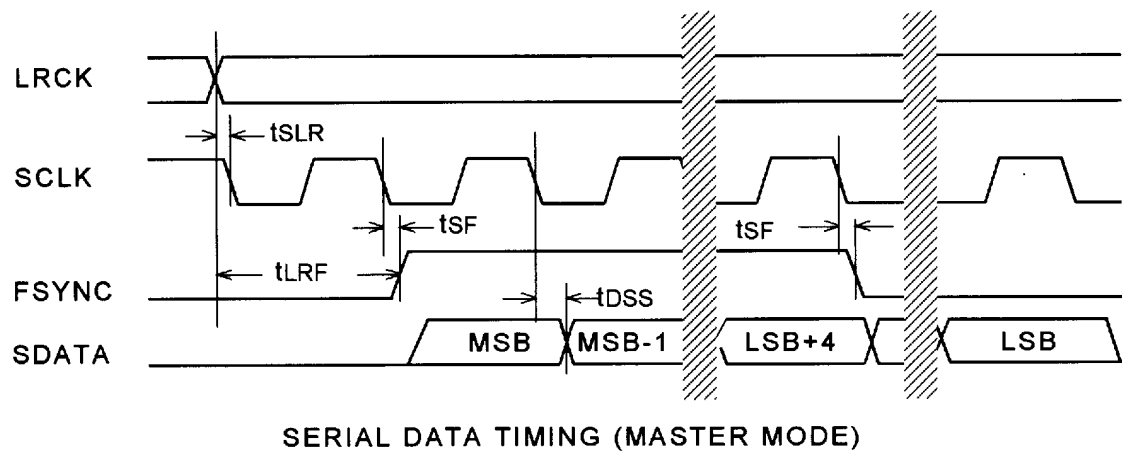 LRCK
tSLR
SCLK
tSF
tSF
tLRF
FSYNC
tDSS
SDATA
MSB
MSB-1
LSB+4
LSB
SERIAL DATA TIMING (MASTER MODE)